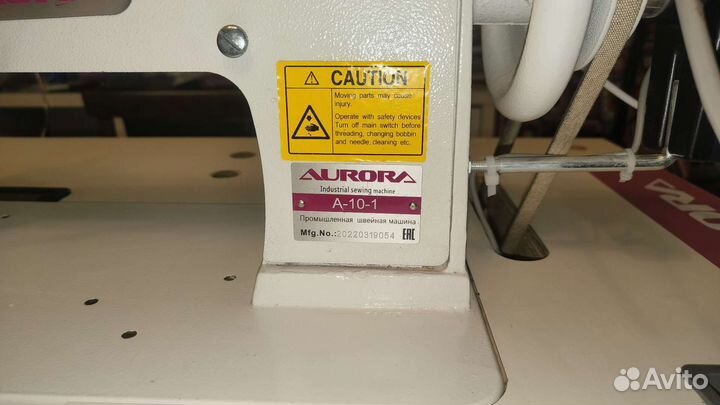 CAUTION
Moving parts may cause
injury.
Operate with safety devices
Turn off main switch before
threading, changing bobbin
and needle, cleaning etc.
AURORA
Industrial sewing machine
A-10-1
Промышленная швейная машина
Mfg.No.:20220319054 EAC
Avito